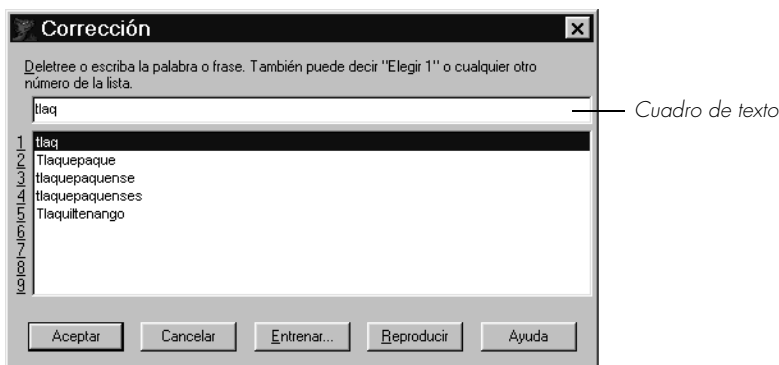 Corrección
Deletree o escriba la palabra o frase. También puede decir "Elegir 1" o cualquier otro
número de la lista.
tlaq
Cuadro de texto
1 tlaq
2 Tlaquepaque
3 tlaquepaquense
4 tlaquepaquenses
5 Tlaquiltenango
6
7
8
9
Aceptar Cancelar Entrenar... Reproducir Ayuda